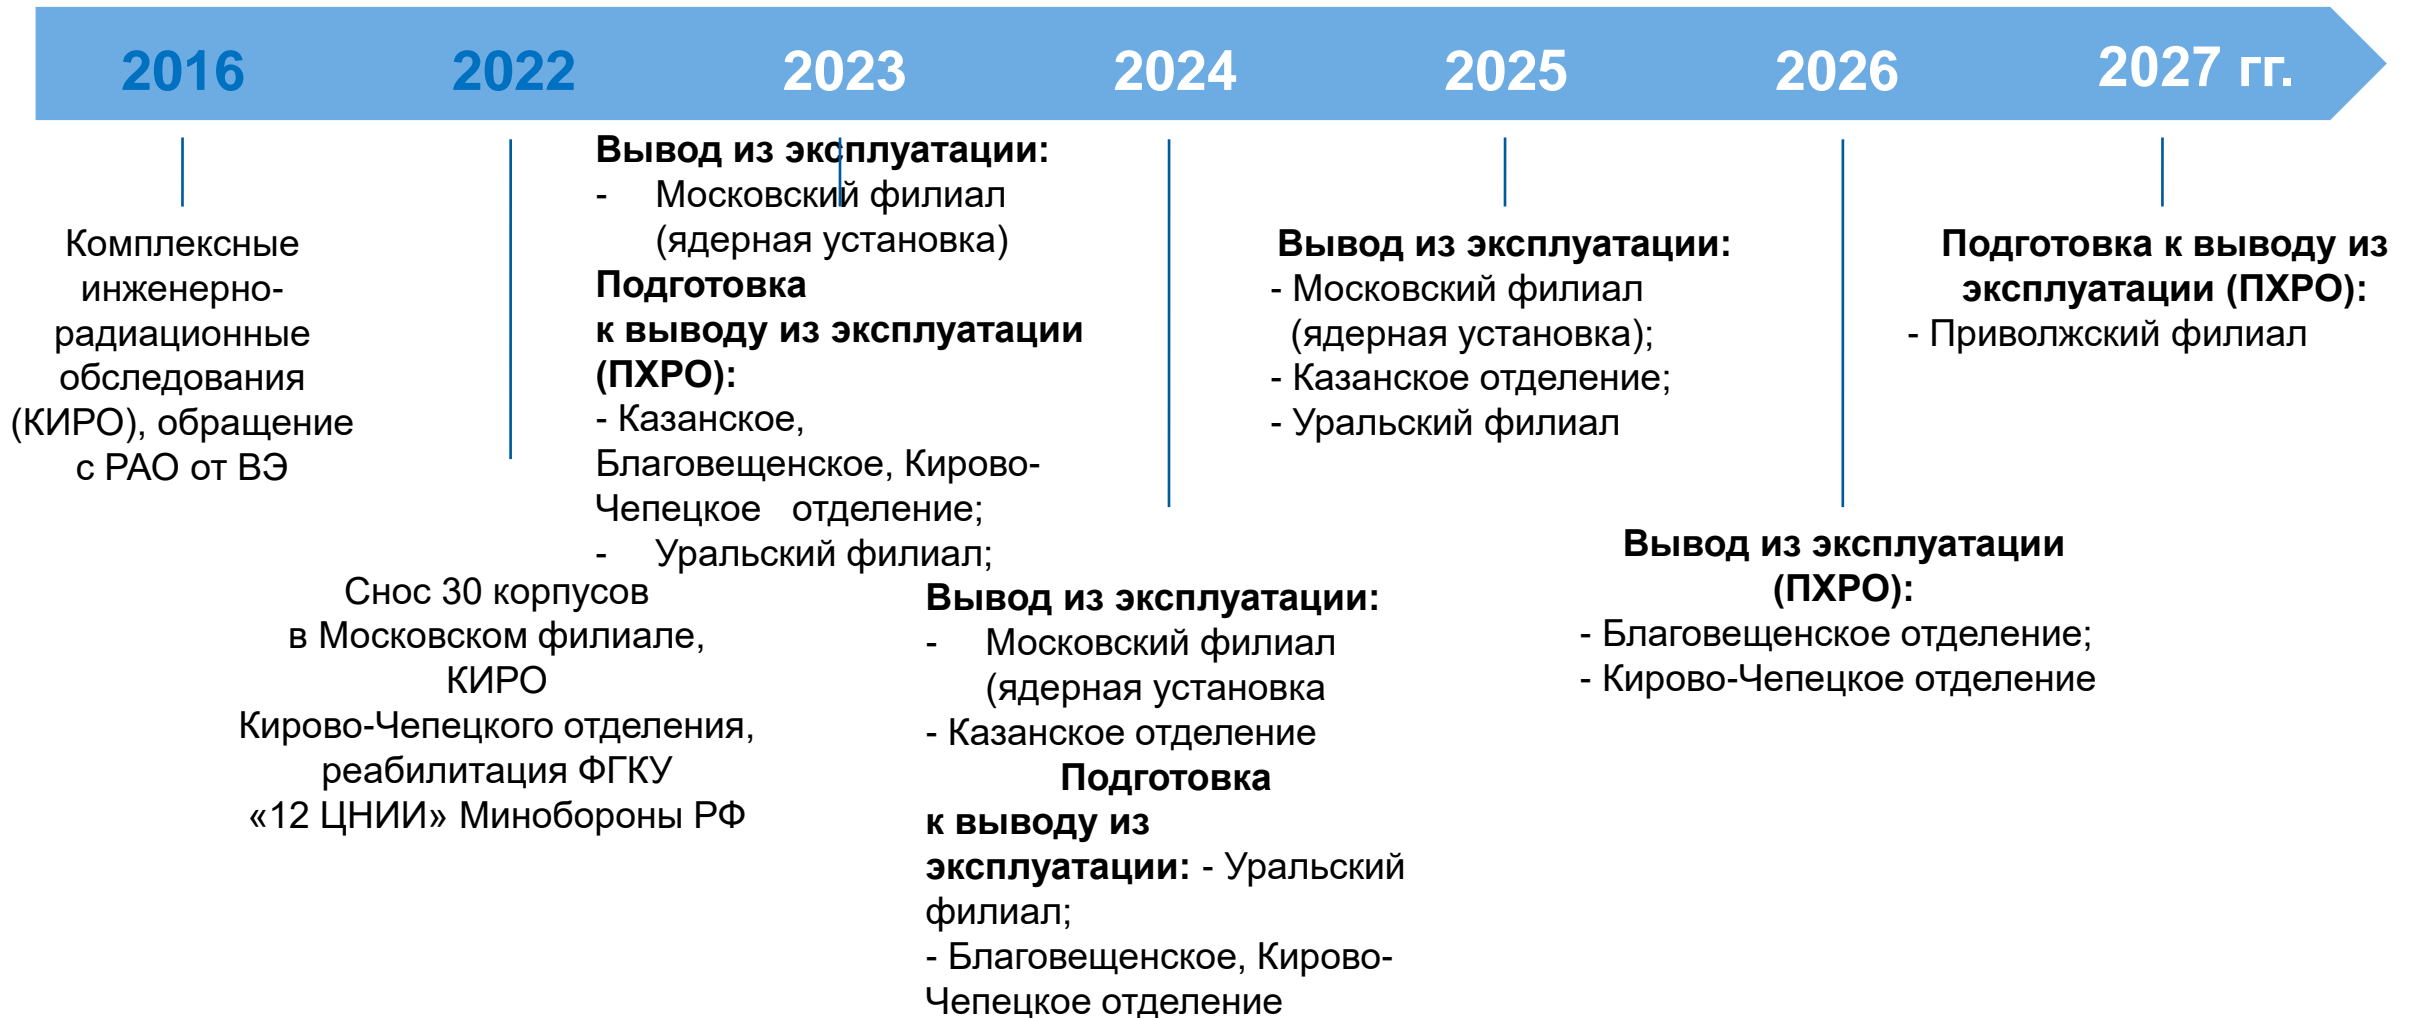 2016
2022
2023
2024
2025
2026
2027 гг.
Комплексные
инженерно-
радиационные
обследования
(КИРО), обращение
с РАО от ВЭ
Снос 30 корпусов
в Московском филиале,
КИРО
Кирово-Чепецкого отделения,
реабилитация ФГКУ
«12 ЦНИИ» Минобороны РФ
Вывод из эксплуатации:
- Московский филиал
(ядерная установка)
Подготовка
к выводу из эксплуатации
(ПХРО):
- Казанское,
Благовещенское, Кирово-
Чепецкое отделение;
- Уральский филиал;
Вывод из эксплуатации:
- Московский филиал
(ядерная установка
- Казанское отделение
Подготовка
к выводу из
эксплуатации: - Уральский
филиал;
- Благовещенское, Кирово-
Чепецкое отделение
Вывод из эксплуатации:
- Московский филиал
(ядерная установка);
- Казанское отделение;
- Уральский филиал
Вывод из эксплуатации
(ПХРО):
- Благовещенское отделение;
- Кирово-Чепецкое отделение
Подготовка к выводу из
эксплуатации (ПХРО):
- Приволжский филиал